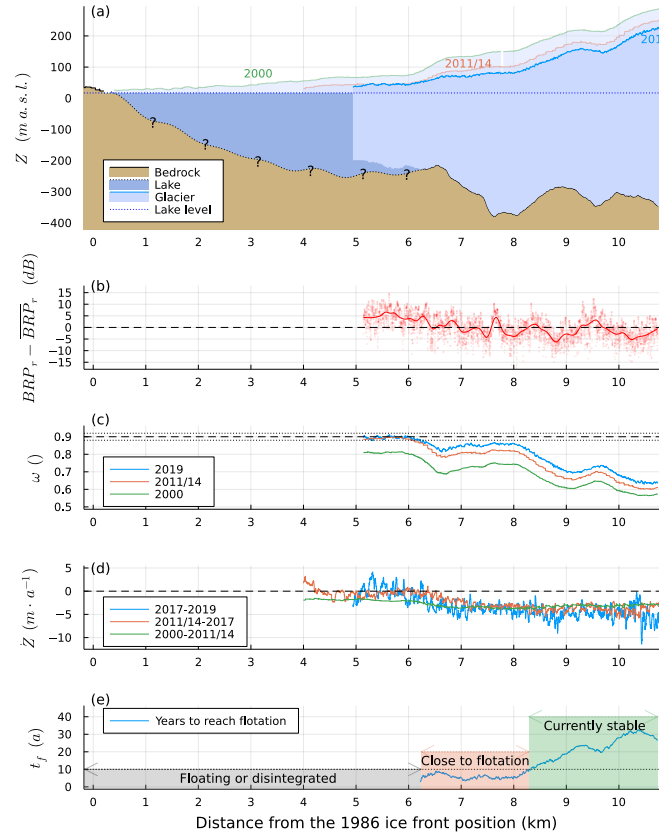 (a)
200
100
0
−100
−200
−300
−400
Z (m a. s. l.)
2000
2011/14
201
? ? ? ? ? ?
Bedrock
Lake
Glacier
Lake level
0 1 2 3 4 5 6 7 8 9 10
(b)
15
10
5
0
−5
−10
−15
BRP_r − \overline{BRP_r} (dB)
0 1 2 3 4 5 6 7 8 9 10
(c)
0.9
0.8
0.7
0.6
0.5
ω ()
2019
2011/14
2000
0 1 2 3 4 5 6 7 8 9 10
(d)
5
0
−5
−10
Ż (m · a⁻¹)
2017-2019
2011/14-2017
2000-2011/14
0 1 2 3 4 5 6 7 8 9 10
(e)
40
30
20
10
0
t_f (a)
Years to reach flotation
Currently stable
Close to flotation
Floating or disintegrated
0 1 2 3 4 5 6 7 8 9 10
Distance from the 1986 ice front position (km)